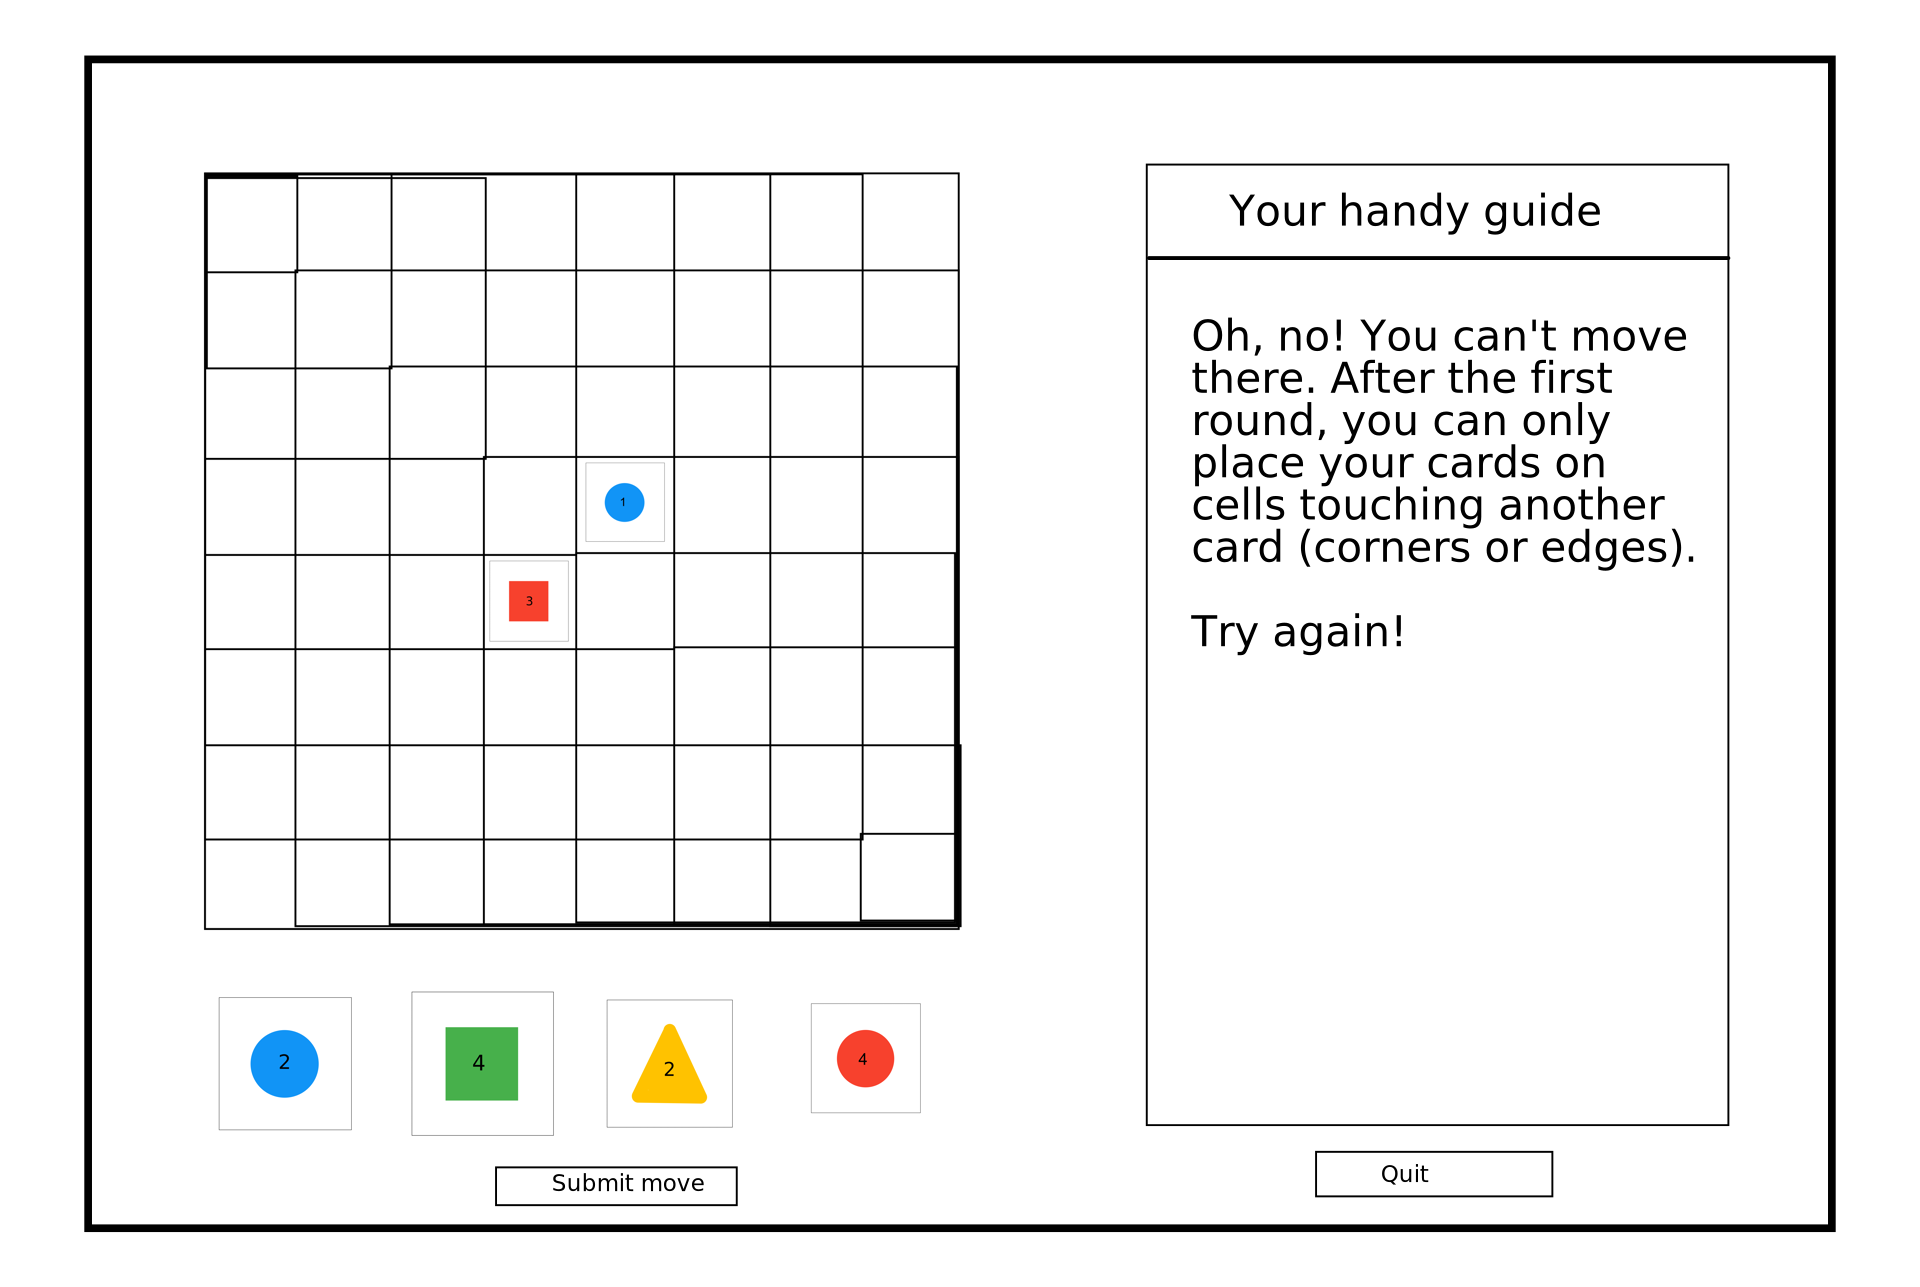 Your handy guide
Oh, no! You can't move
there. After the first
round, you can only
place your cards on
cells touching another
card (corners or edges).
Try again!
1
3
2
4
2
4
Submit move
Quit